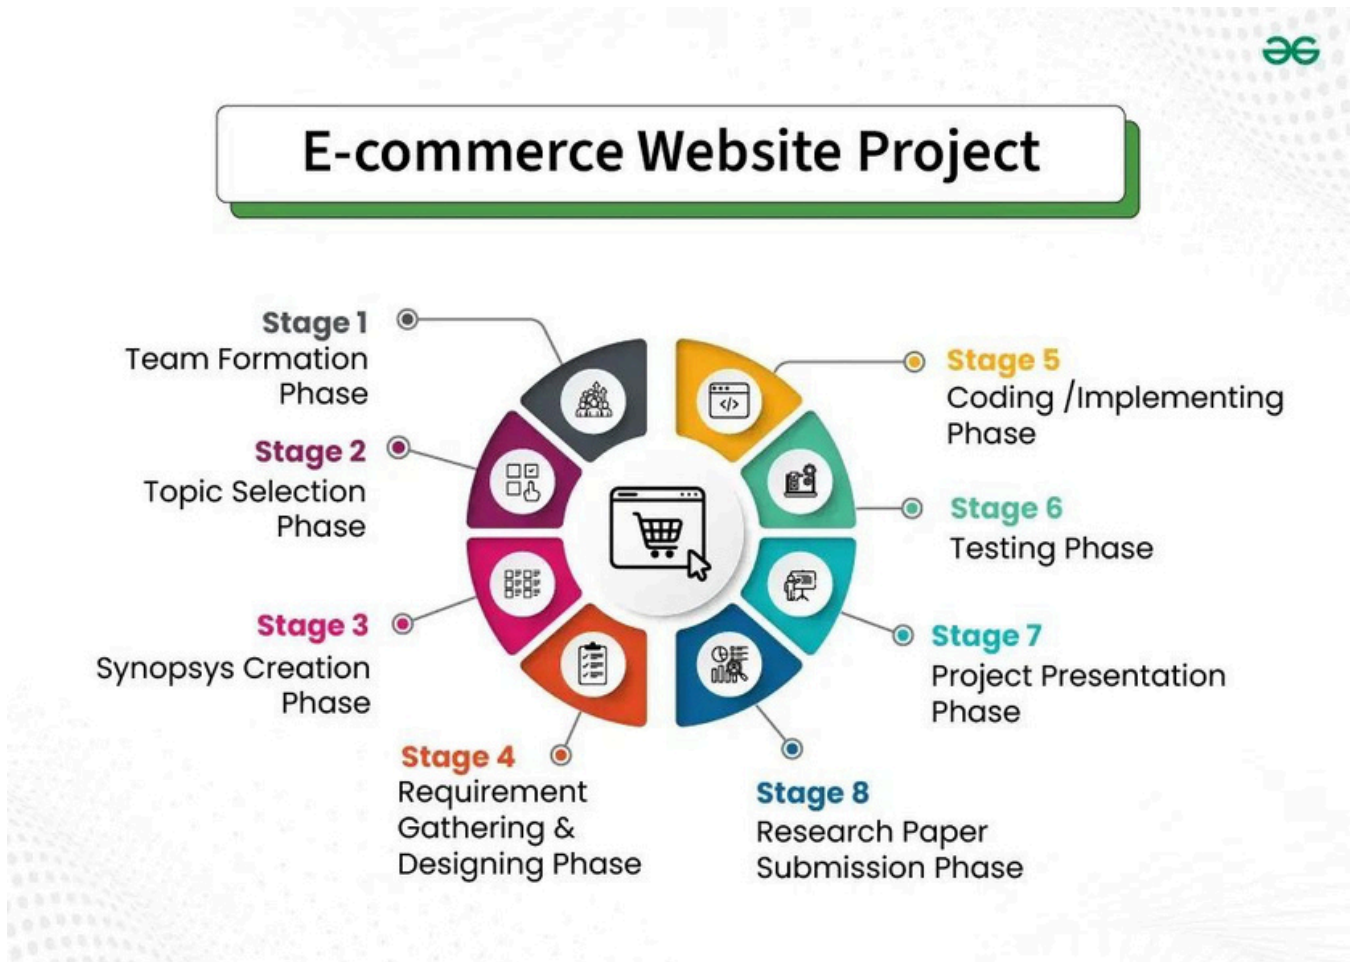 E-commerce Website Project
Stage 1
Team Formation
Phase
Stage 2
Topic Selection
Phase
Stage 3
Synopsys Creation
Phase
Stage 4
Requirement
Gathering &
Designing Phase
Stage 5
Coding /Implementing
Phase
Stage 6
Testing Phase
Stage 7
Project Presentation
Phase
Stage 8
Research Paper
Submission Phase